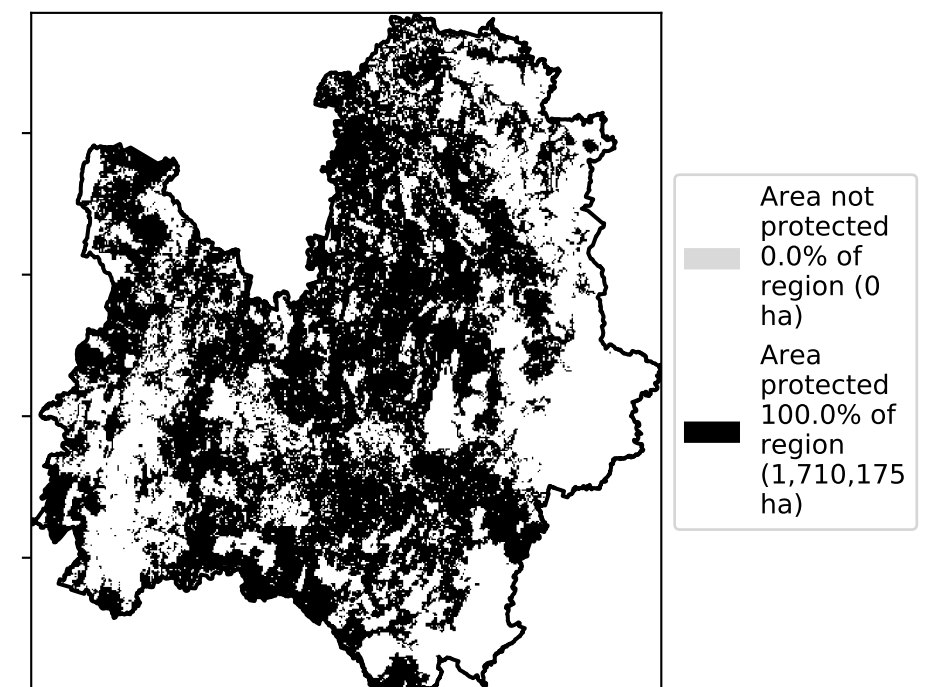 Area not
protected
0.0% of
region (0
ha)
Area
protected
100.0% of
region
(1,710,175
ha)